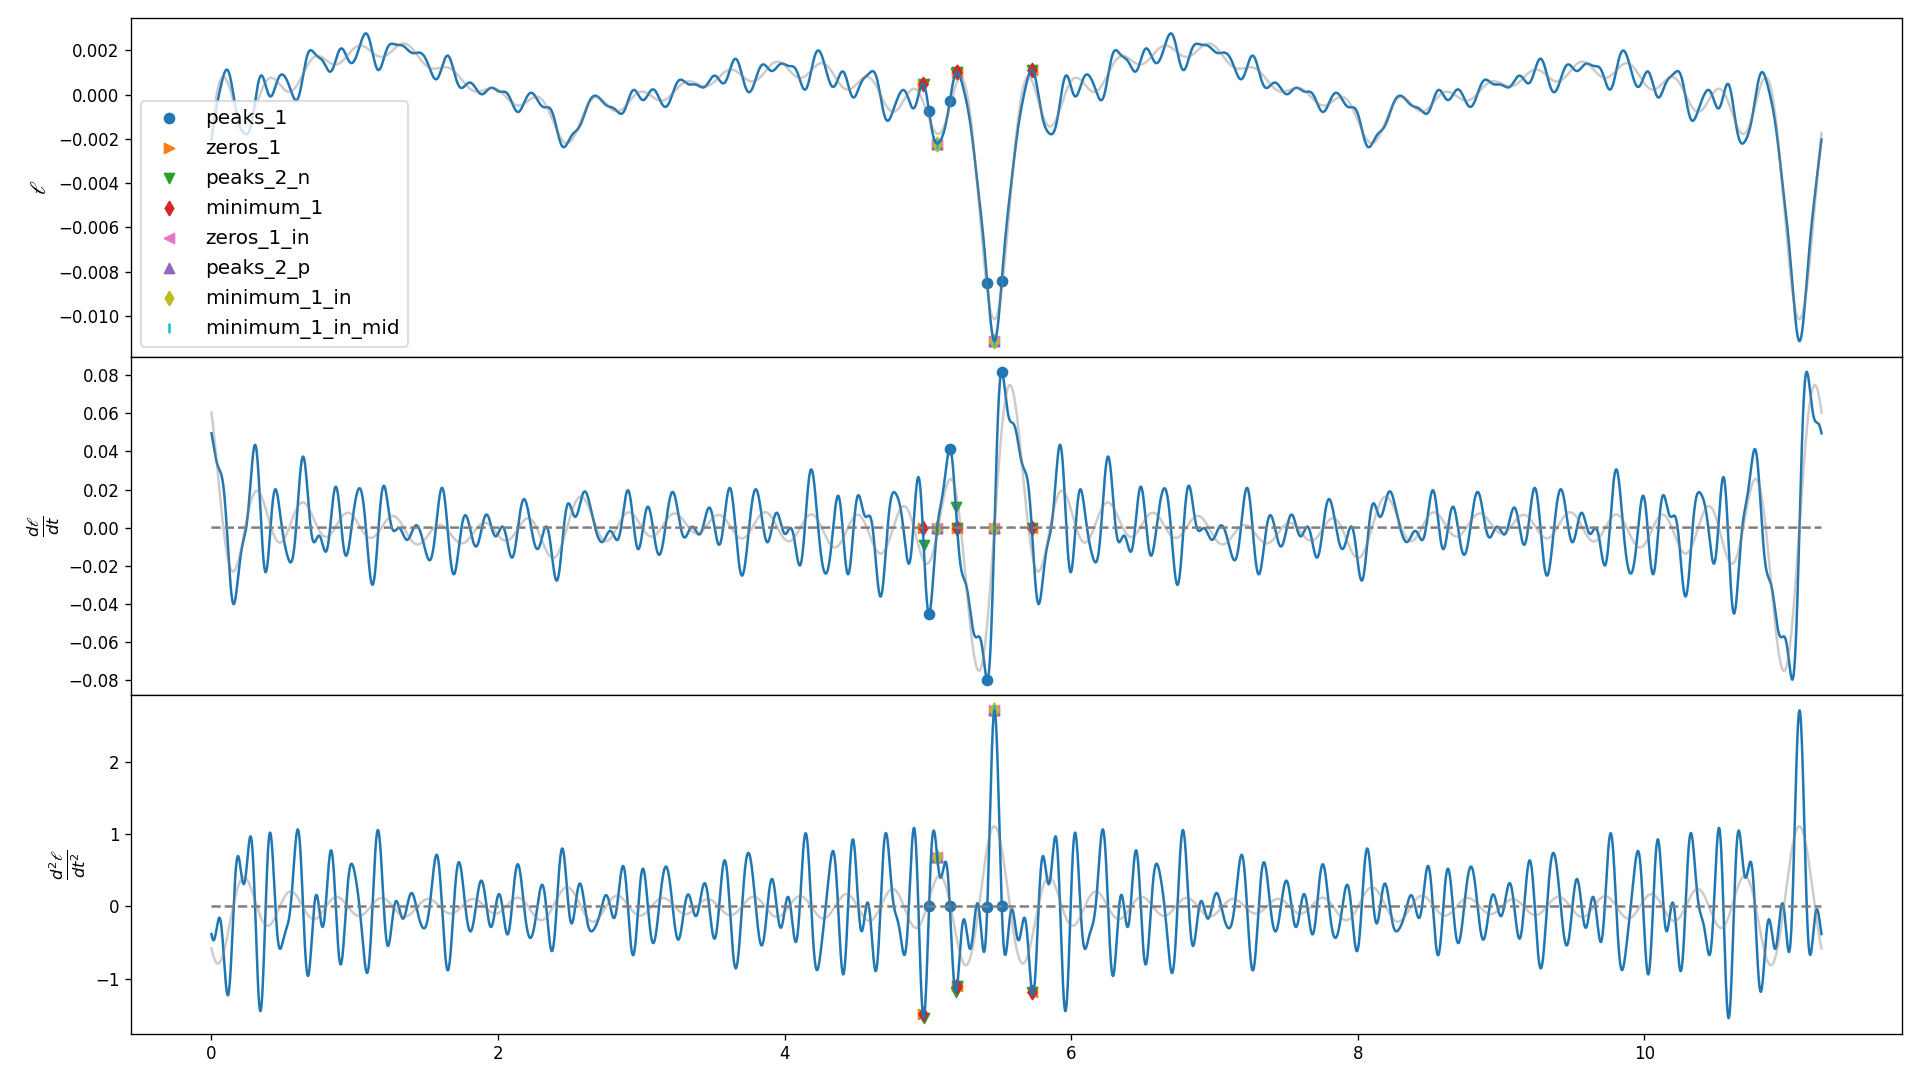 0.002
0.000
−0.002
−0.004
−0.006
−0.008
−0.010
ℓ
peaks_1
zeros_1
peaks_2_n
minimum_1
zeros_1_in
peaks_2_p
minimum_1_in
minimum_1_in_mid
0.08
0.06
0.04
0.02
0.00
−0.02
−0.04
−0.06
−0.08
dℓ
dt
2
1
0
−1
d²ℓ
dt²
0 2 4 6 8 10